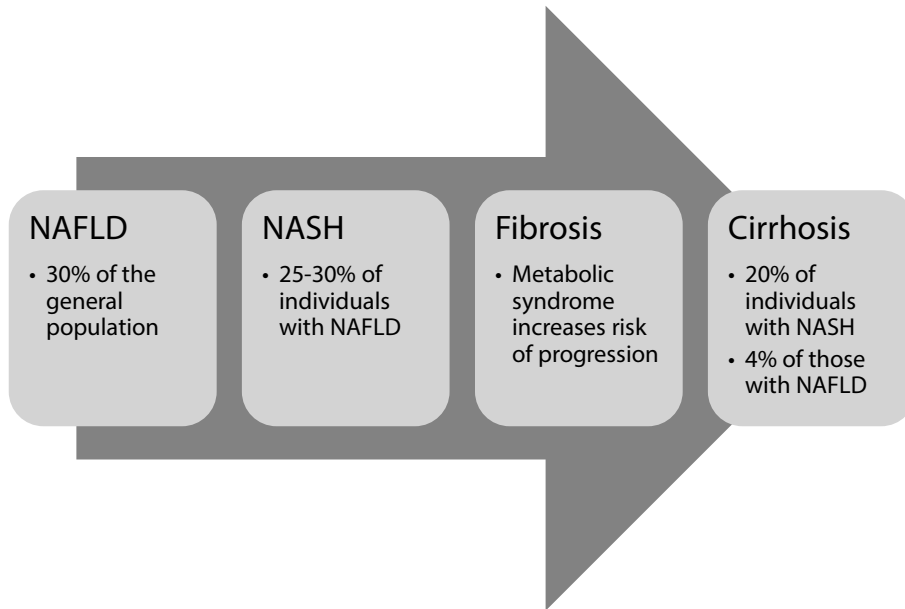 NAFLD
• 30% of the
general
population
NASH
• 25-30% of
individuals
with NAFLD
Fibrosis
• Metabolic
syndrome
increases risk
of progression
Cirrhosis
• 20% of
individuals
with NASH
• 4% of those
with NAFLD